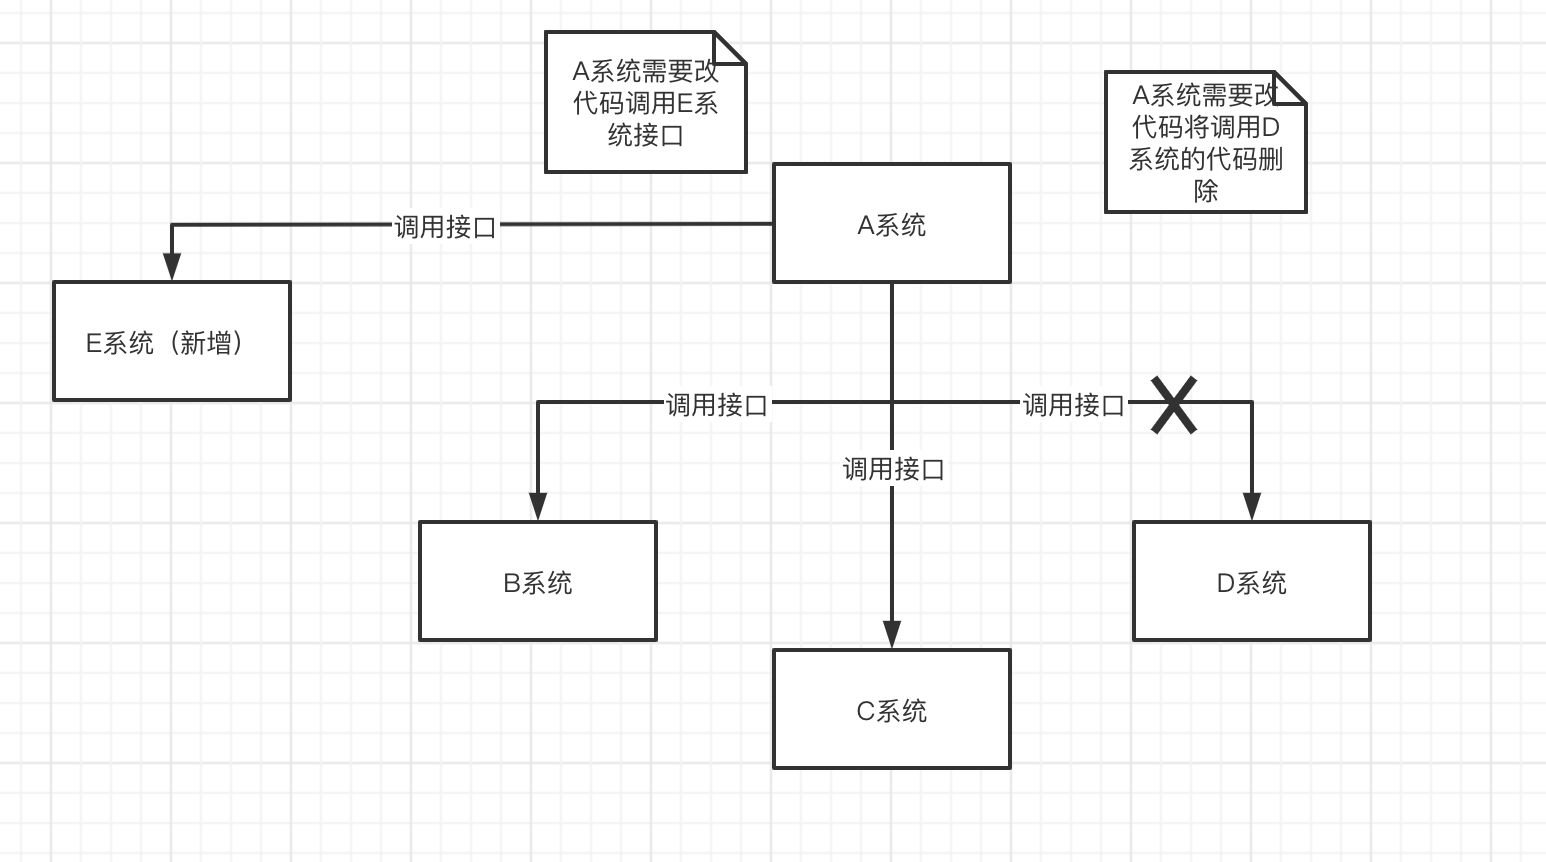 A系统需要改
代码调用E系
统接口
A系统需要改
代码将调用D
系统的代码删
除
A系统
调用接口
E系统（新增）
调用接口
调用接口
调用接口
B系统
D系统
C系统